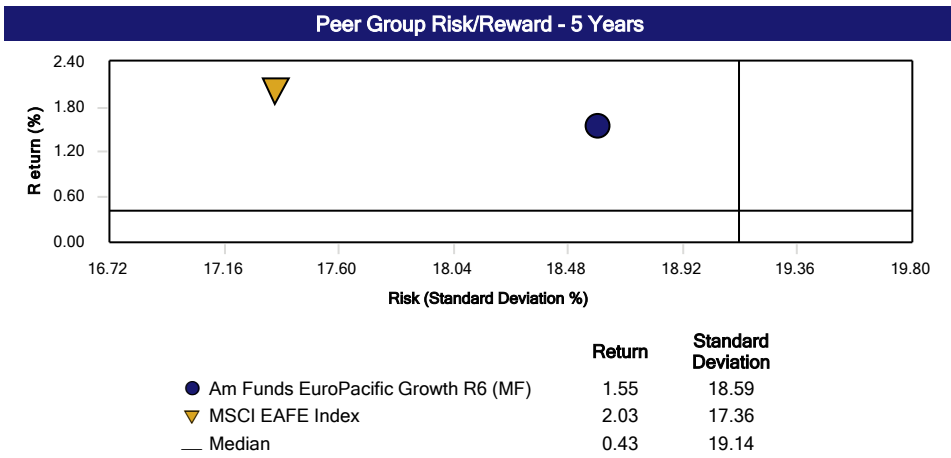 Peer Group Risk/Reward - 5 Years
2.40
1.80
1.20
0.60
0.00
R eturn (%)
16.72 17.16 17.60 18.04 18.48 18.92 19.36 19.80
Risk (Standard Deviation %)
Return Standard Deviation
Am Funds EuroPacific Growth R6 (MF) 1.55 18.59
MSCI EAFE Index 2.03 17.36
Median 0.43 19.14